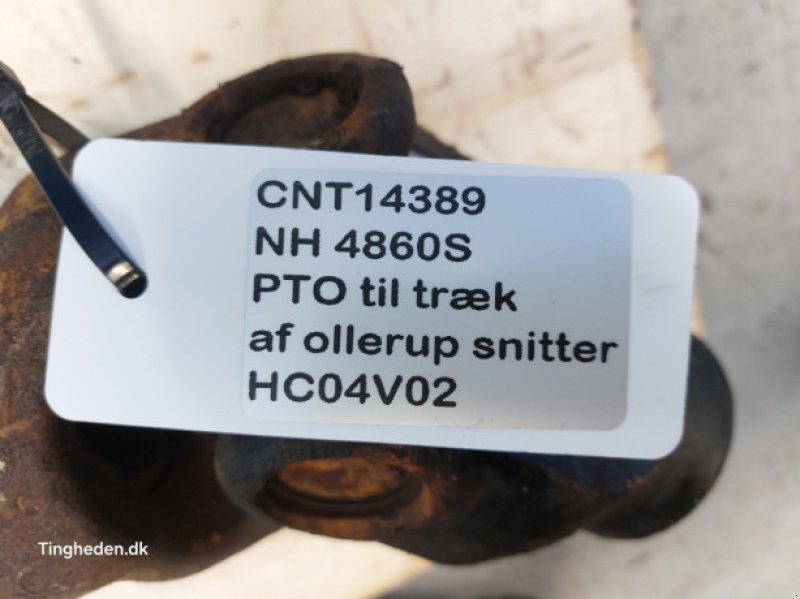 CNT14389
NH 4860S
PTO til træk
af ollerup snitter
HC04V02
Tingheden.dk